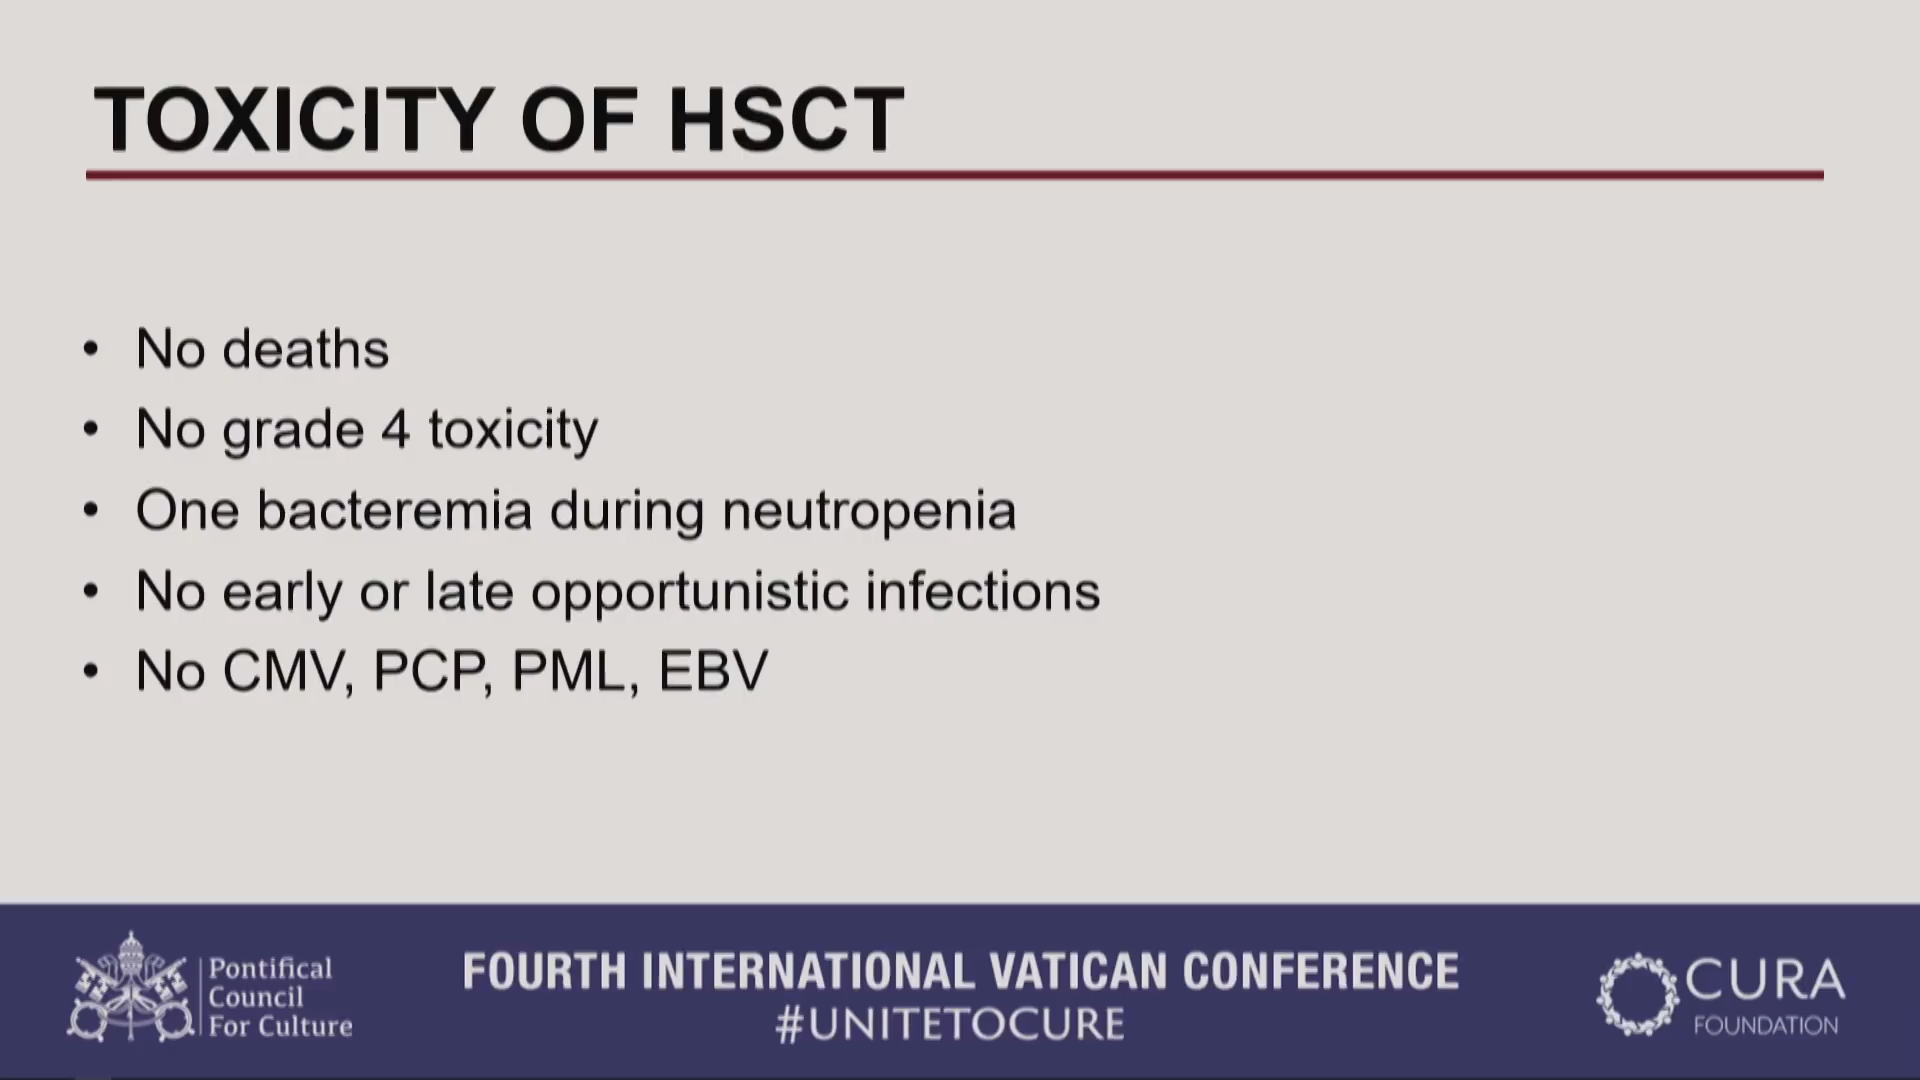 TOXICITY OF HSCT
• No deaths
• No grade 4 toxicity
• One bacteremia during neutropenia
• No early or late opportunistic infections
• No CMV, PCP, PML, EBV
Pontifical
Council
For Culture
FOURTH INTERNATIONAL VATICAN CONFERENCE
#UNITETOCURE
CURA
FOUNDATION